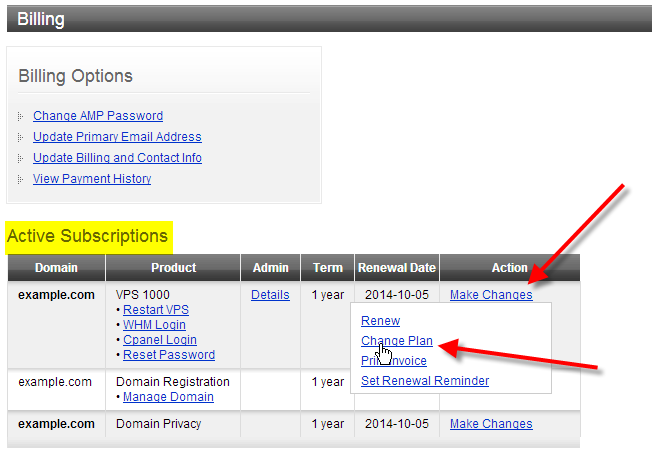 Billing
Billing Options
Change AMP Password
Update Primary Email Address
Update Billing and Contact Info
View Payment History
Active Subscriptions
Domain Product Admin Term Renewal Date Action
example.com VPS 1000 Details 1 year 2014-10-05 Make Changes
• Restart VPS
• WHM Login
• Cpanel Login
• Reset Password
Renew
Change Plan
Invoice
Set Renewal Reminder
example.com Domain Registration 1 year
• Manage Domain
example.com Domain Privacy 1 year 2014-10-05 Make Changes